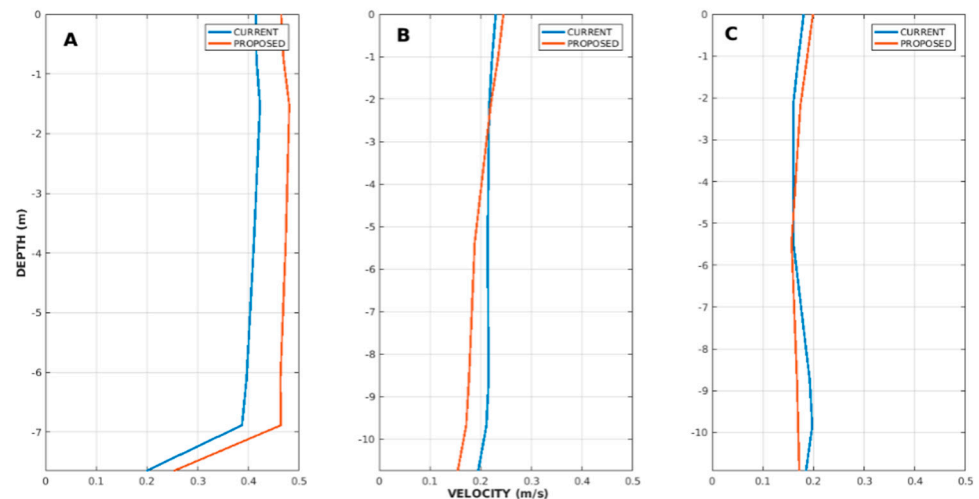 A
CURRENT
PROPOSED
-0
-1
-2
-3
-4
-5
-6
-7
0 0.1 0.2 0.3 0.4 0.5
DEPTH (m)
B
CURRENT
PROPOSED
-0
-1
-2
-3
-4
-5
-6
-7
-8
-9
-10
0 0.1 0.2 0.3 0.4 0.5
VELOCITY (m/s)
C
CURRENT
PROPOSED
-0
-1
-2
-3
-4
-5
-6
-7
-8
-9
-10
0 0.1 0.2 0.3 0.4 0.5